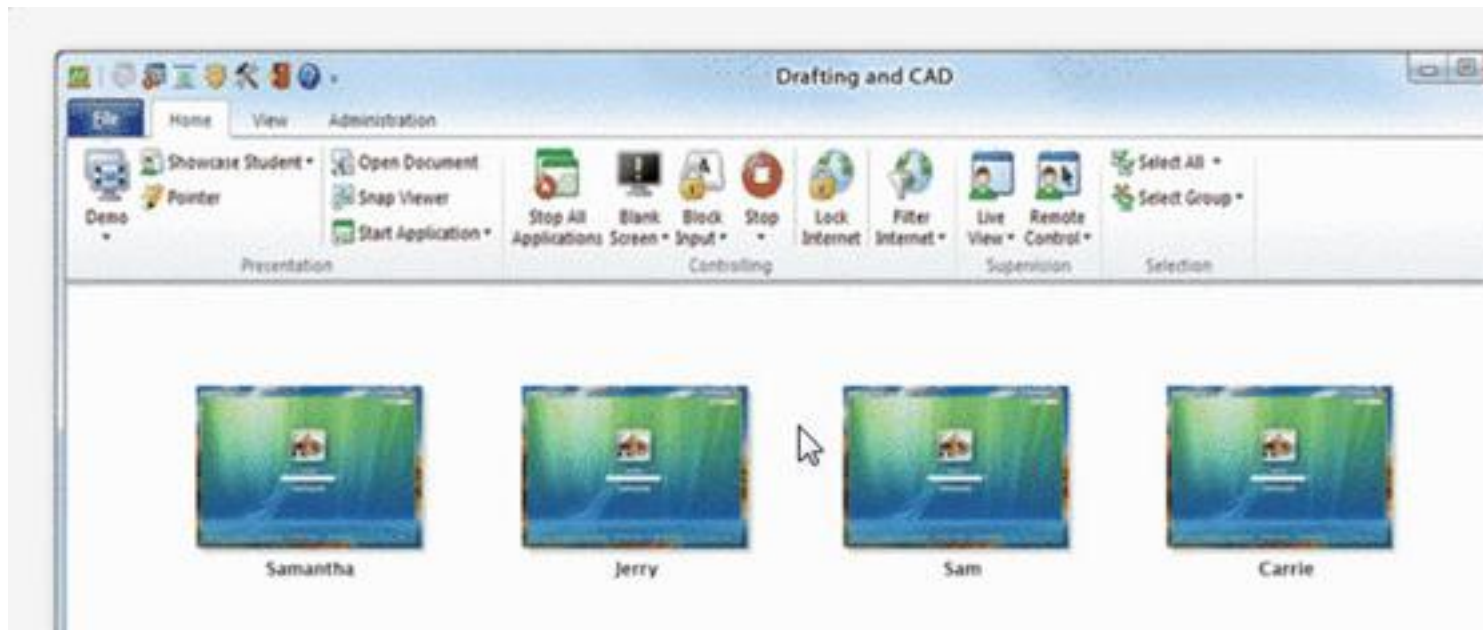 Drafting and CAD
File Home View Administration
Showcase Student Open Document
Pointer Snap Viewer
Start Application
Demo
Stop All Applications
Blank Screen
Block Input
Stop
Lock Internet
Filter Internet
Live View
Remote Control
Select All
Select Group
Presentation Controlling Supervision Selection
Samantha Jerry Sam Carrie